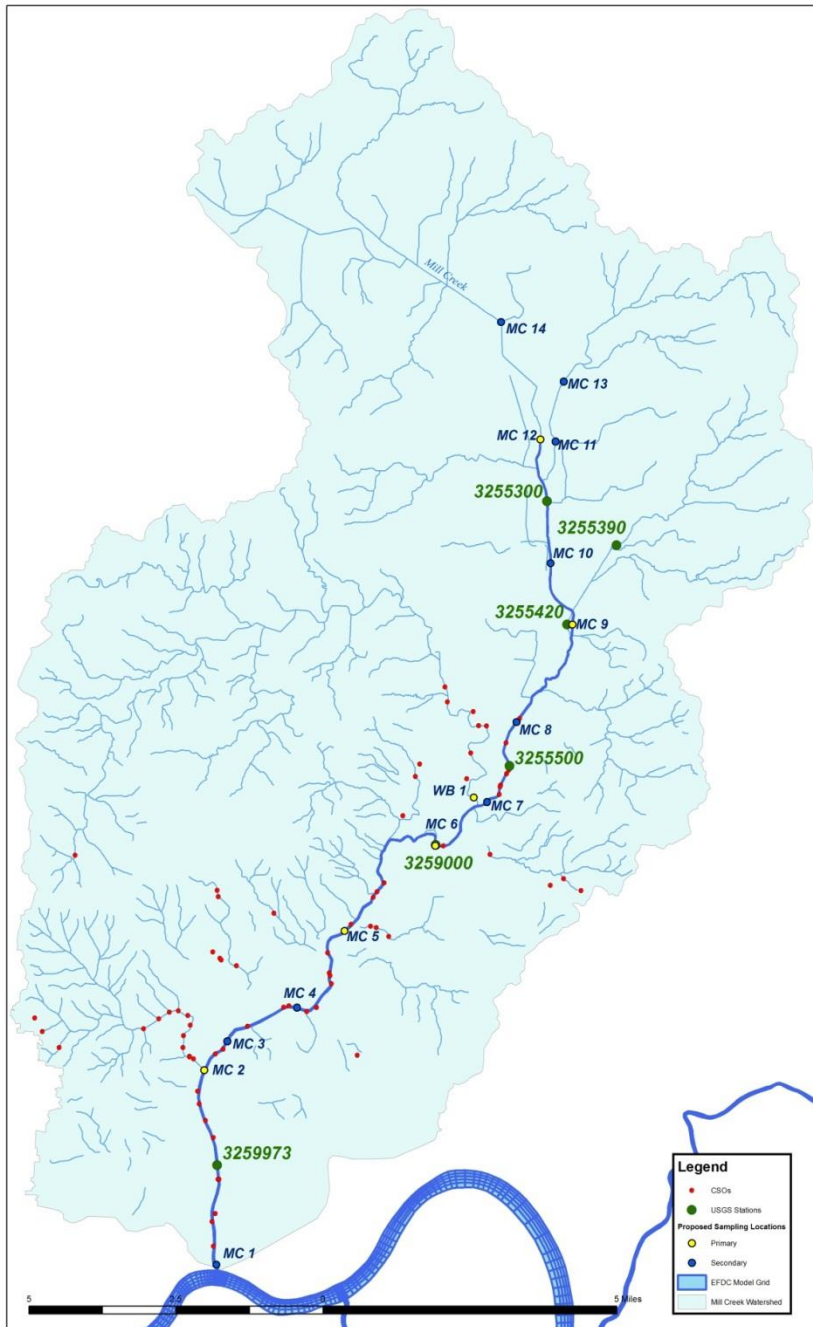 Mill Creek
MC 14
MC 13
MC 12
MC 11
3255300
3255390
MC 10
3255420
MC 9
MC 8
3255500
WB 1
MC 7
MC 6
3259000
MC 5
MC 4
MC 3
MC 2
3259973
MC 1
Legend
CSOs
USGS Stations
Proposed Sampling Locations
Primary
Secondary
EFDC Model Grid
Mill Creek Watershed
5 2.5 0 5 Miles